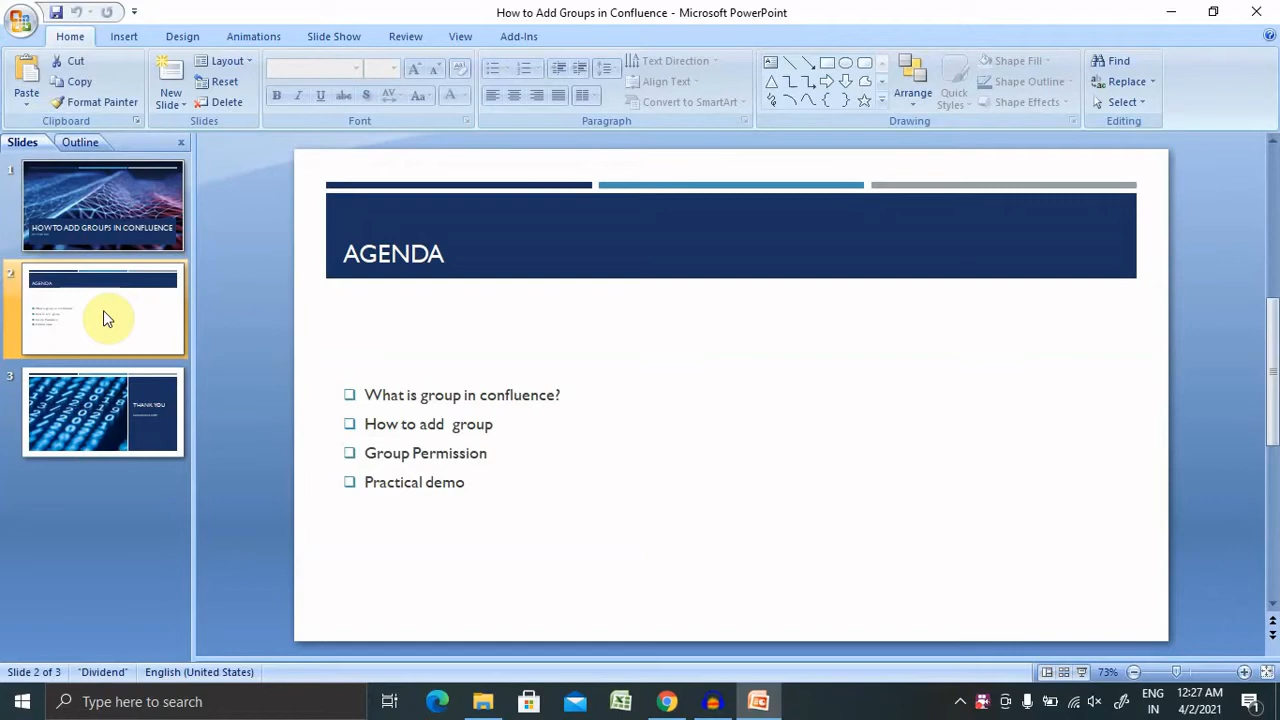 How to Add Groups in Confluence - Microsoft PowerPoint
Home Insert Design Animations Slide Show Review View Add-Ins
Paste
Cut
Copy
Format Painter
Clipboard
New Slide
Layout
Reset
Delete
Slides
Font
Text Direction
Align Text
Convert to SmartArt
Paragraph
Arrange
Quick Styles
Shape Fill
Shape Outline
Shape Effects
Drawing
Find
Replace
Select
Editing
Slides Outline
1
HOW TO ADD GROUPS IN CONFLUENCE
2
AGENDA
3
THANK YOU
AGENDA
What is group in confluence?
How to add group
Group Permission
Practical demo
Slide 2 of 3 "Dividend" English (United States) 73%
Type here to search
ENG
IN
12:27 AM
4/2/2021
1